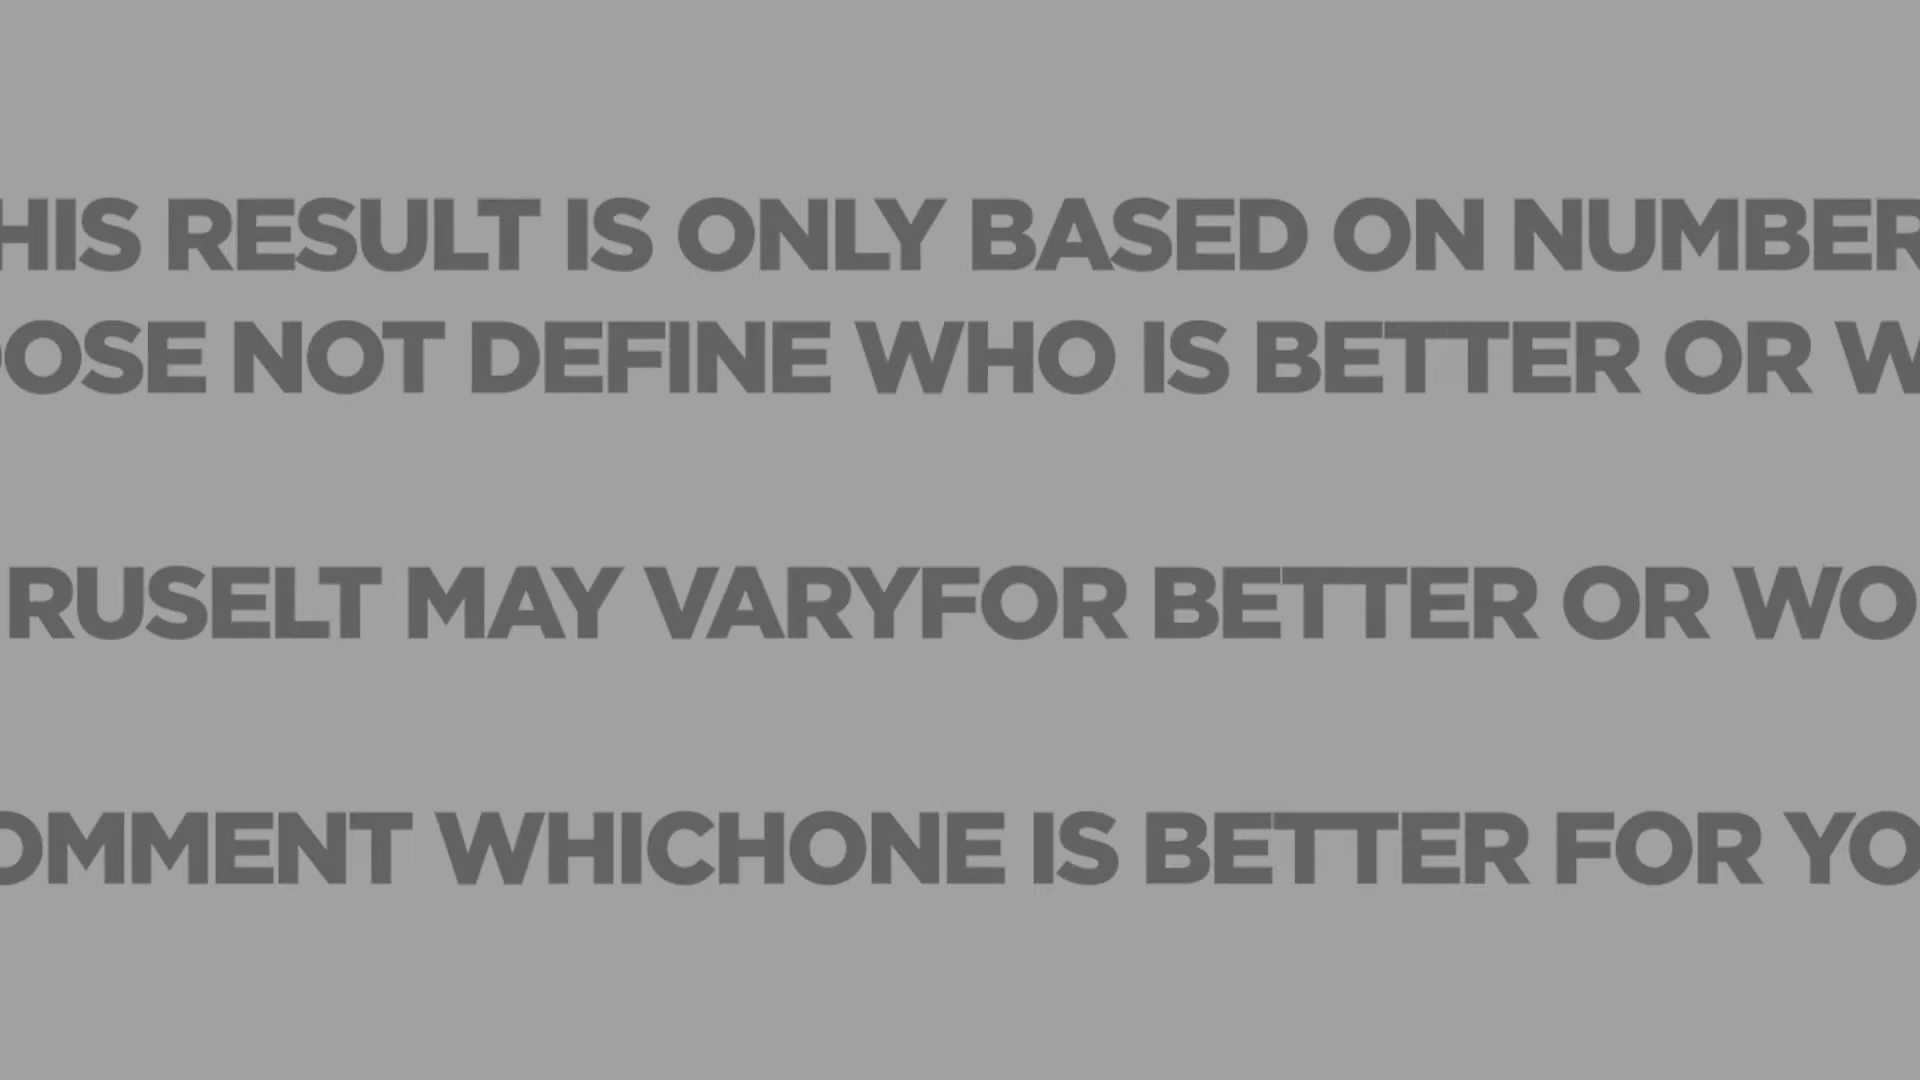 HIS RESULT IS ONLY BASED ON NUMBER
OSE NOT DEFINE WHO IS BETTER OR W
RUSELT MAY VARYFOR BETTER OR WO
OMMENT WHICHONE IS BETTER FOR YO